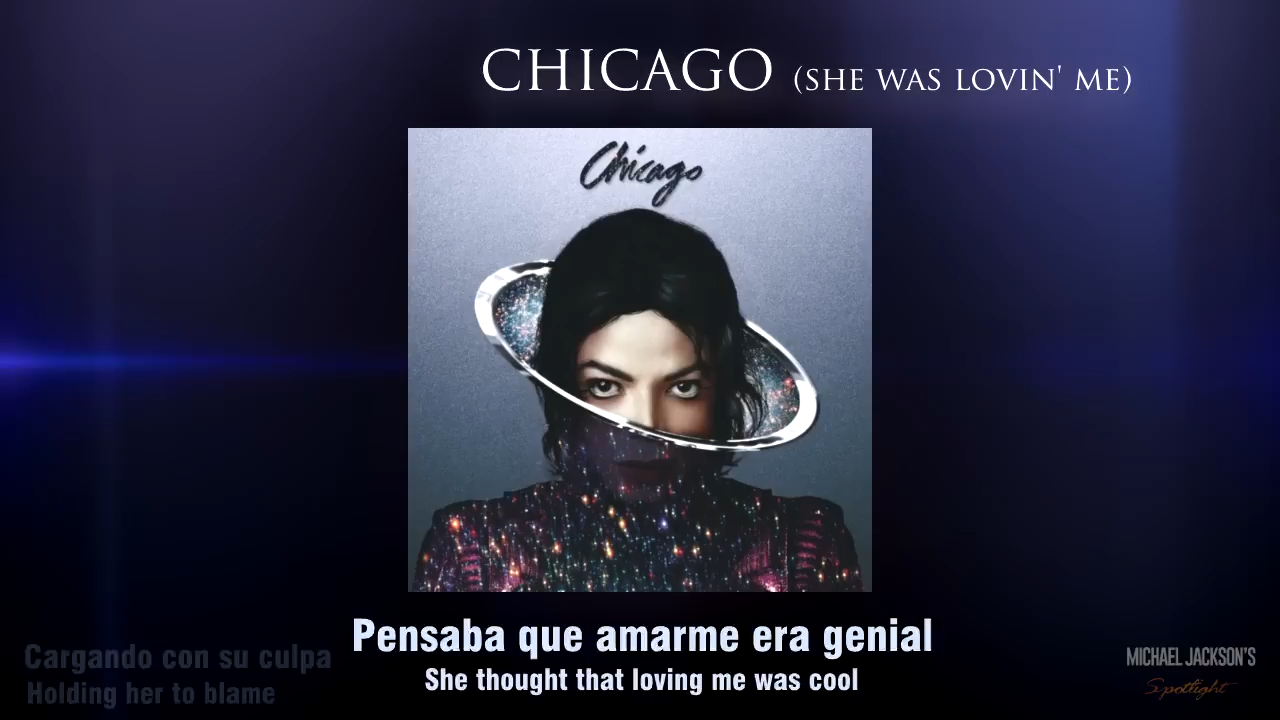 CHICAGO (SHE WAS LOVIN' ME)
Chicago
Pensaba que amarme era genial
She thought that loving me was cool
Cargando con su culpa
Holding her to blame
MICHAEL JACKSON'S
Spotlight